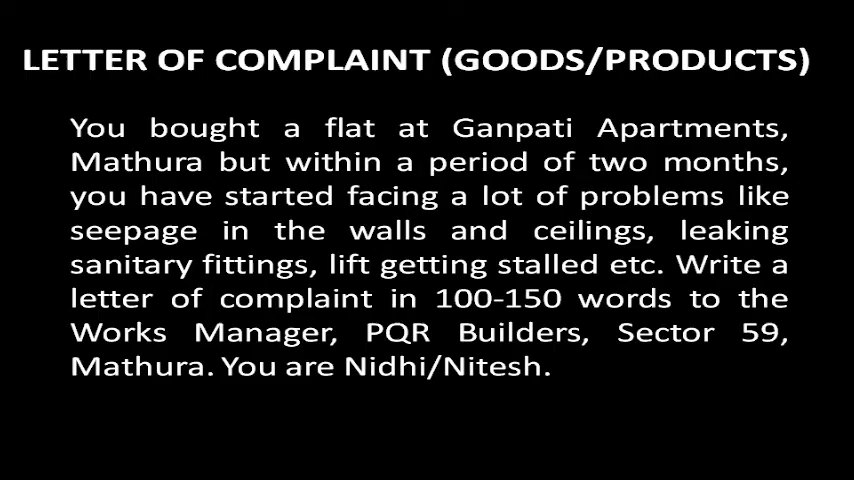 LETTER OF COMPLAINT (GOODS/PRODUCTS)
You bought a flat at Ganpati Apartments,
Mathura but within a period of two months,
you have started facing a lot of problems like
seepage in the walls and ceilings, leaking
sanitary fittings, lift getting stalled etc. Write a
letter of complaint in 100-150 words to the
Works Manager, PQR Builders, Sector 59,
Mathura. You are Nidhi/Nitesh.